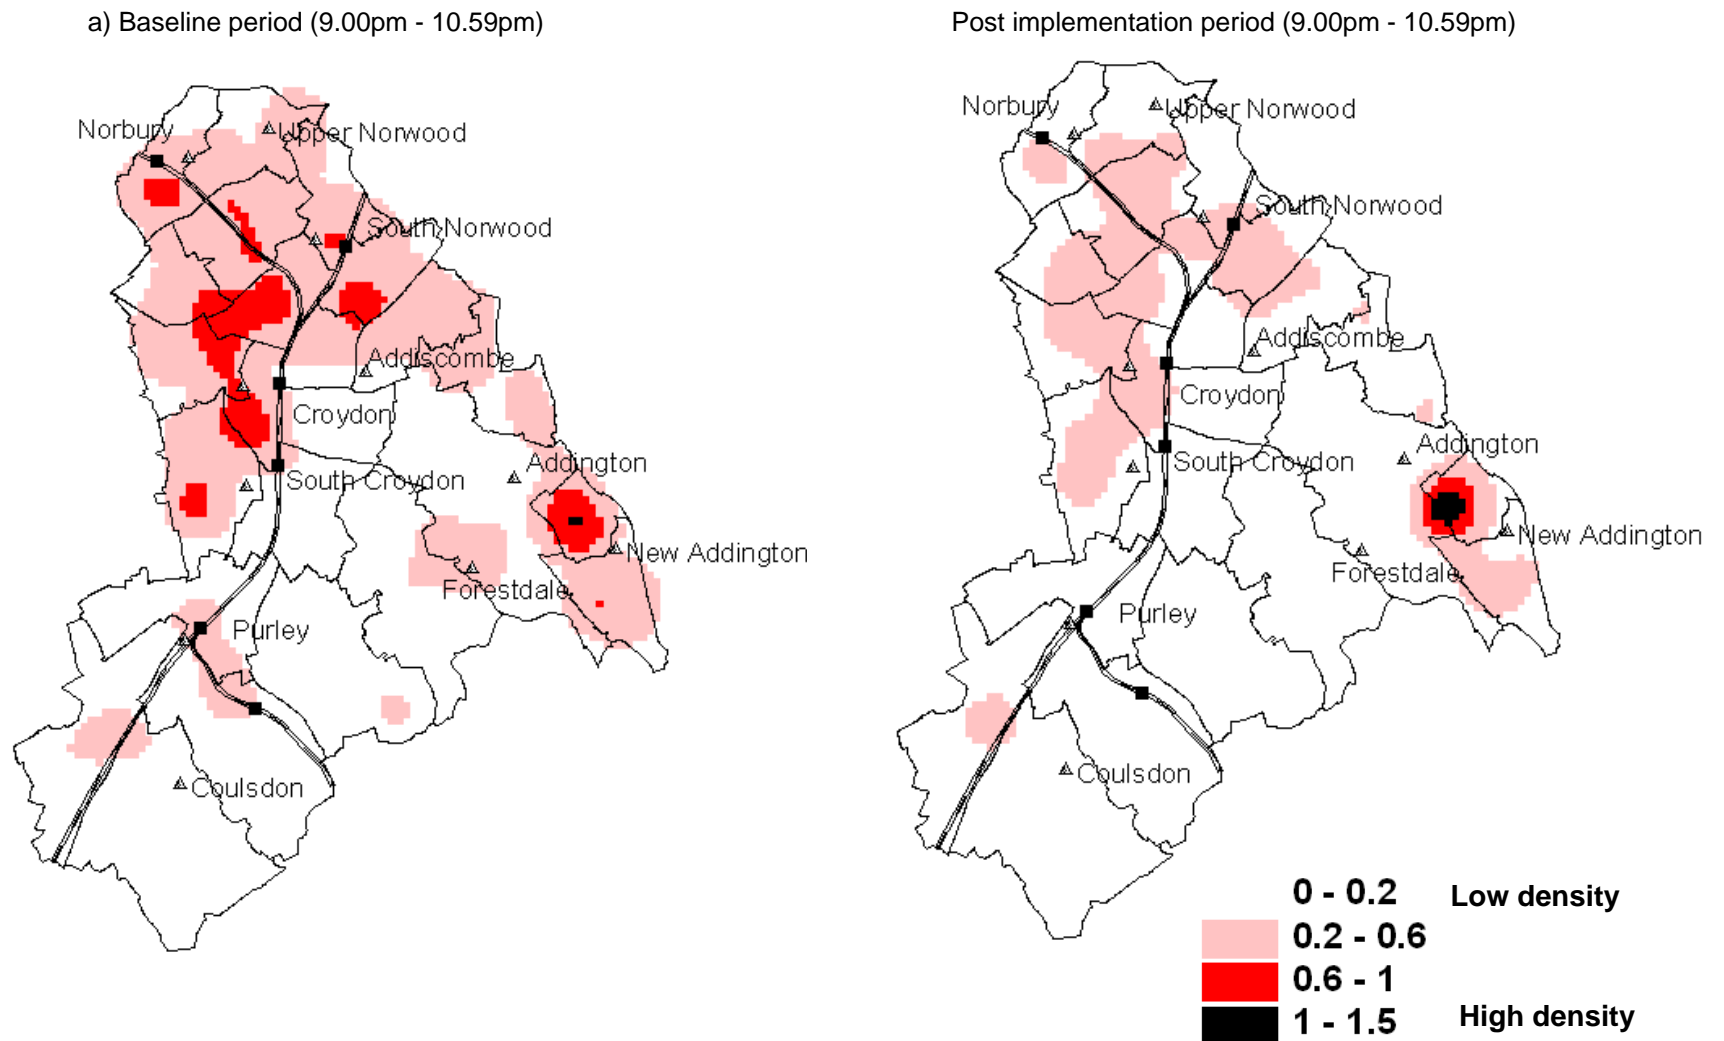 a) Baseline period (9.00pm - 10.59pm)
Norbury
Upper Norwood
South Norwood
Addiscombe
Croydon
Addington
South Croydon
New Addington
Forestdale
Purley
Coulsdon
Post implementation period (9.00pm - 10.59pm)
Norbury
Upper Norwood
South Norwood
Addiscombe
Croydon
Addington
South Croydon
New Addington
Forestdale
Purley
Coulsdon
0 - 0.2 Low density
0.2 - 0.6
0.6 - 1
1 - 1.5 High density